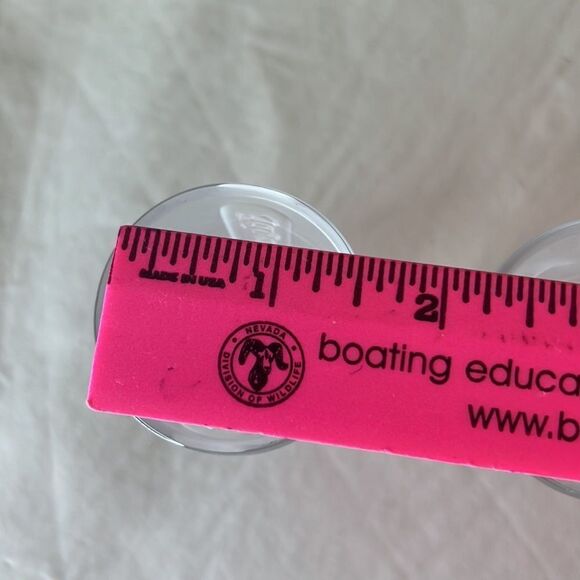 MADE IN USA 1 2
NEVADA
DIVISION OF WILDLIFE
boating educa
www.b